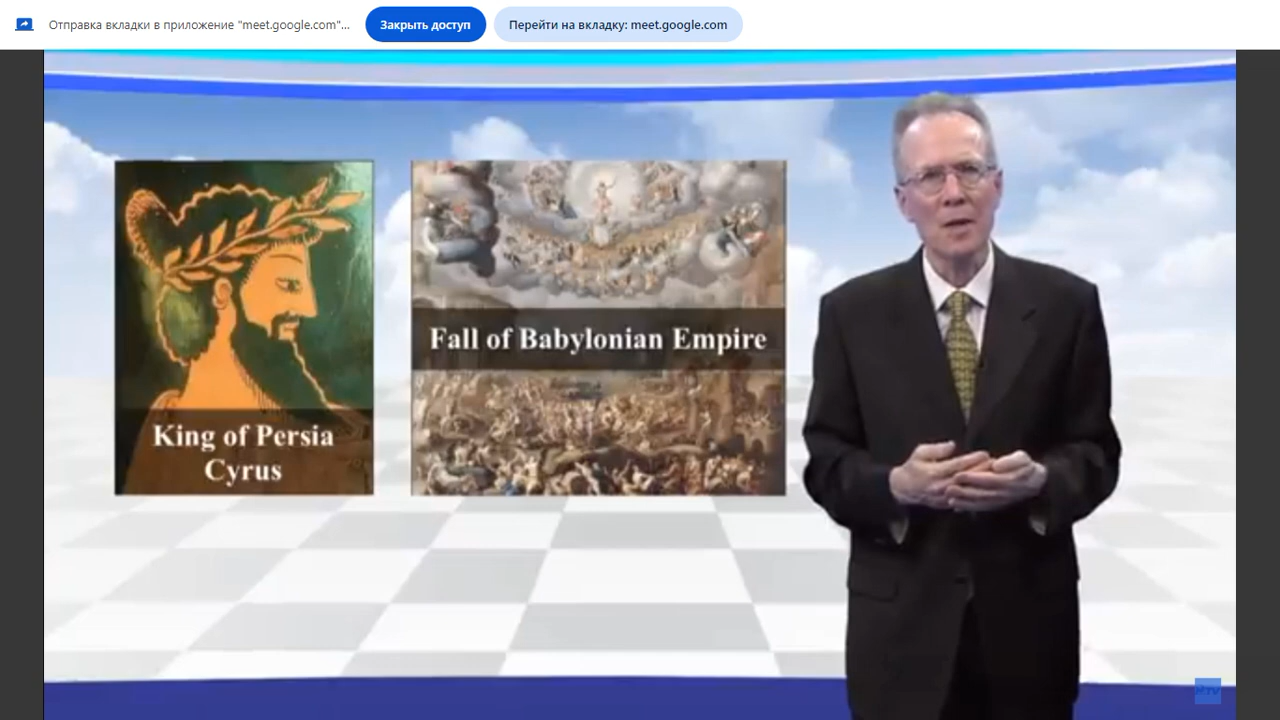 Отправка вкладки в приложение "meet.google.com"...
Закрыть доступ
Перейти на вкладку: meet.google.com
King of Persia
Cyrus
Fall of Babylonian Empire